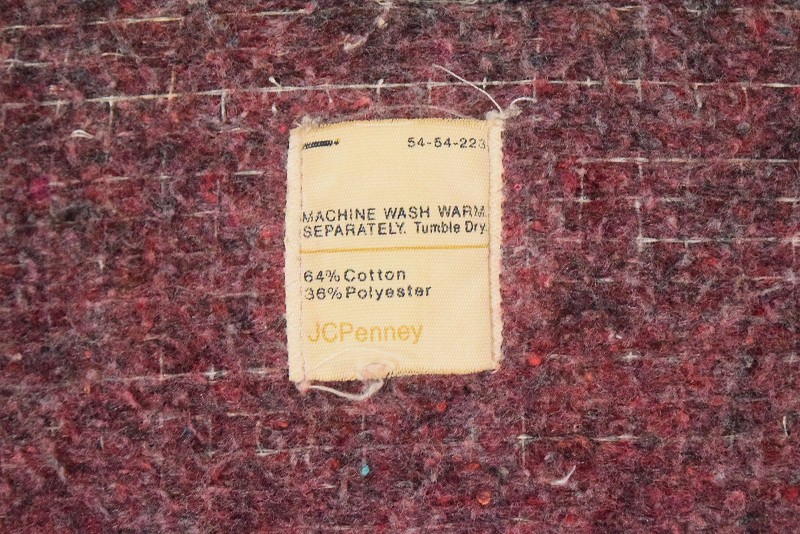 54-54-223
MACHINE WASH WARM
SEPARATELY. Tumble Dry
64% Cotton
36% Polyester
JCPenney